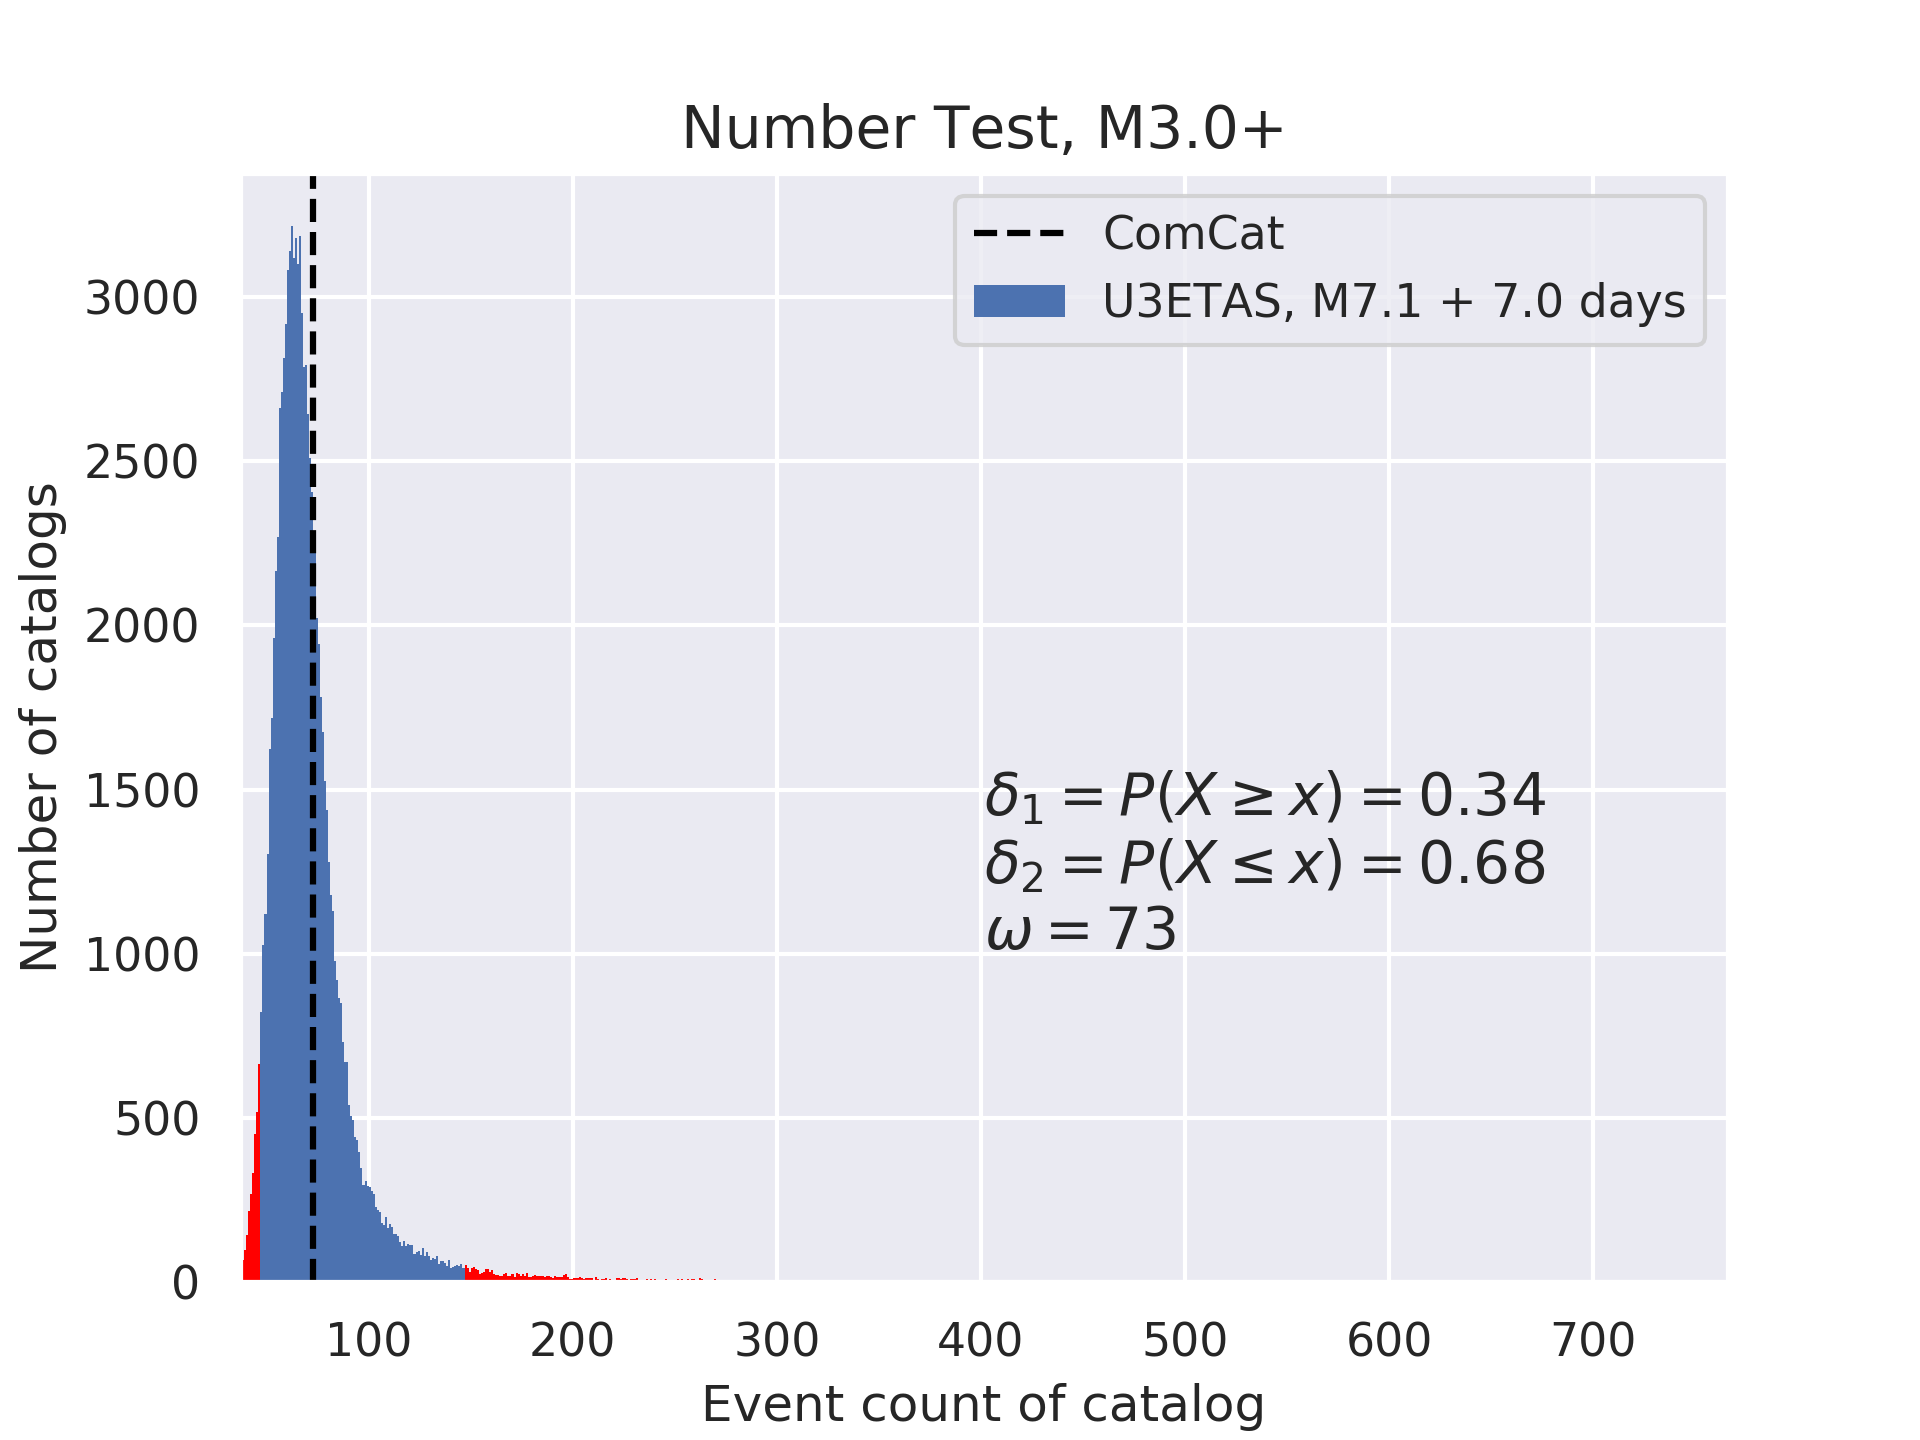 Number Test, M3.0+
ComCat
U3ETAS, M7.1 + 7.0 days
3000
2500
2000
1500
1000
500
0
Number of catalogs
δ₁ = P(X ≥ x) = 0.34
δ₂ = P(X ≤ x) = 0.68
ω = 73
100 200 300 400 500 600 700
Event count of catalog